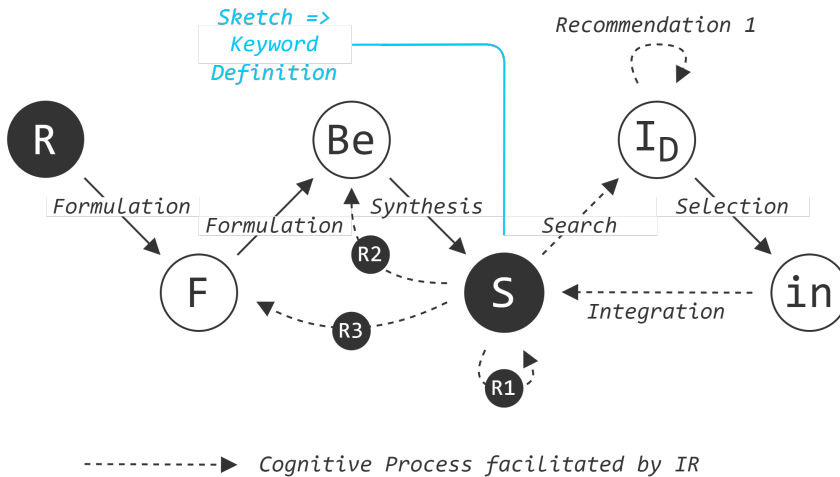 Sketch =>
Keyword
Definition
Recommendation 1
R
Be
I_D
Formulation
Formulation
Synthesis
Search
Selection
R2
F
S
in
R3
Integration
R1
Cognitive Process facilitated by IR